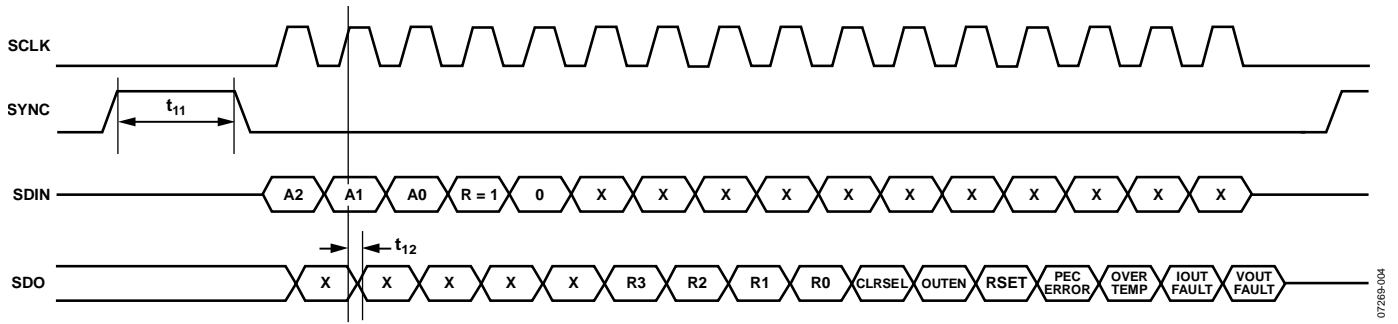 SCLK
SYNC
t11
SDIN A2 A1 A0 R = 1 0 X X X X X X X X X X X
t12
SDO X X X X X R3 R2 R1 R0 CLRSEL OUTEN RSET PEC ERROR OVER TEMP IOUT FAULT VOUT FAULT
07269-004